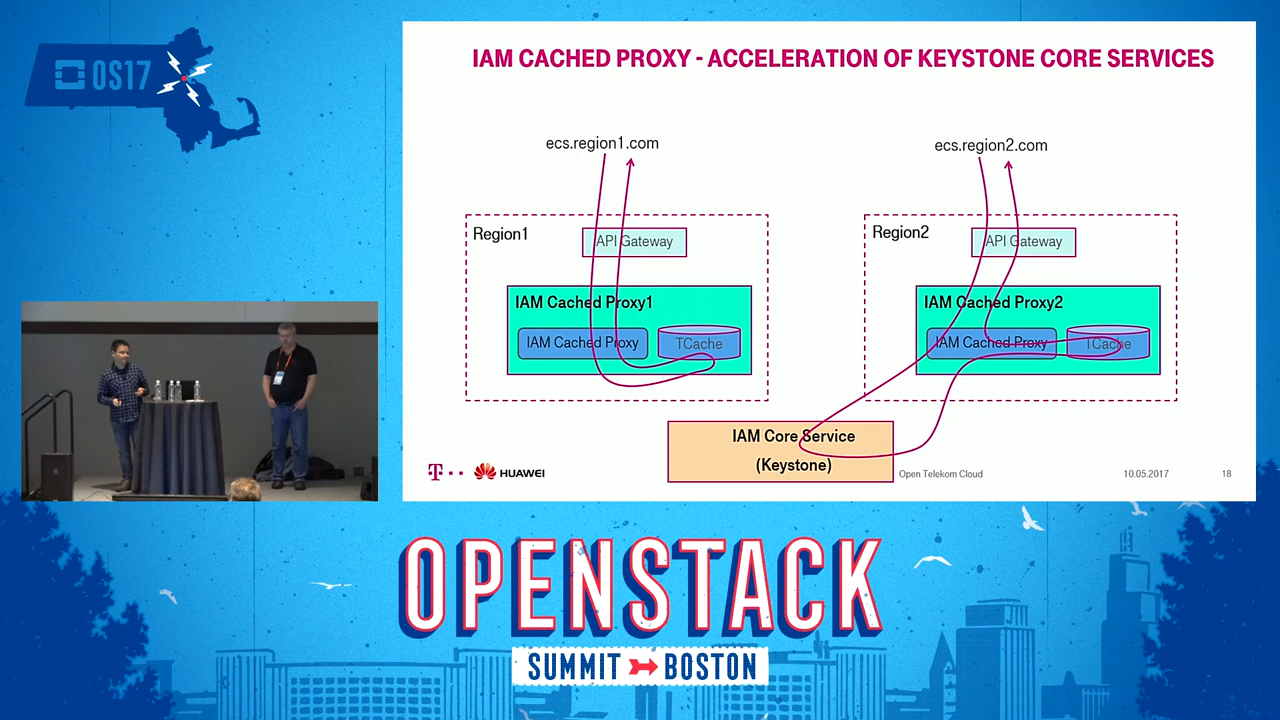 OS17
IAM CACHED PROXY - ACCELERATION OF KEYSTONE CORE SERVICES
ecs.region1.com
ecs.region2.com
Region1
API Gateway
IAM Cached Proxy1
IAM Cached Proxy
TCache
Region2
API Gateway
IAM Cached Proxy2
IAM Cached Proxy
TCache
IAM Core Service
(Keystone)
T
HUAWEI
Open Telekom Cloud
10.05.2017
18
OPENSTACK
SUMMIT BOSTON